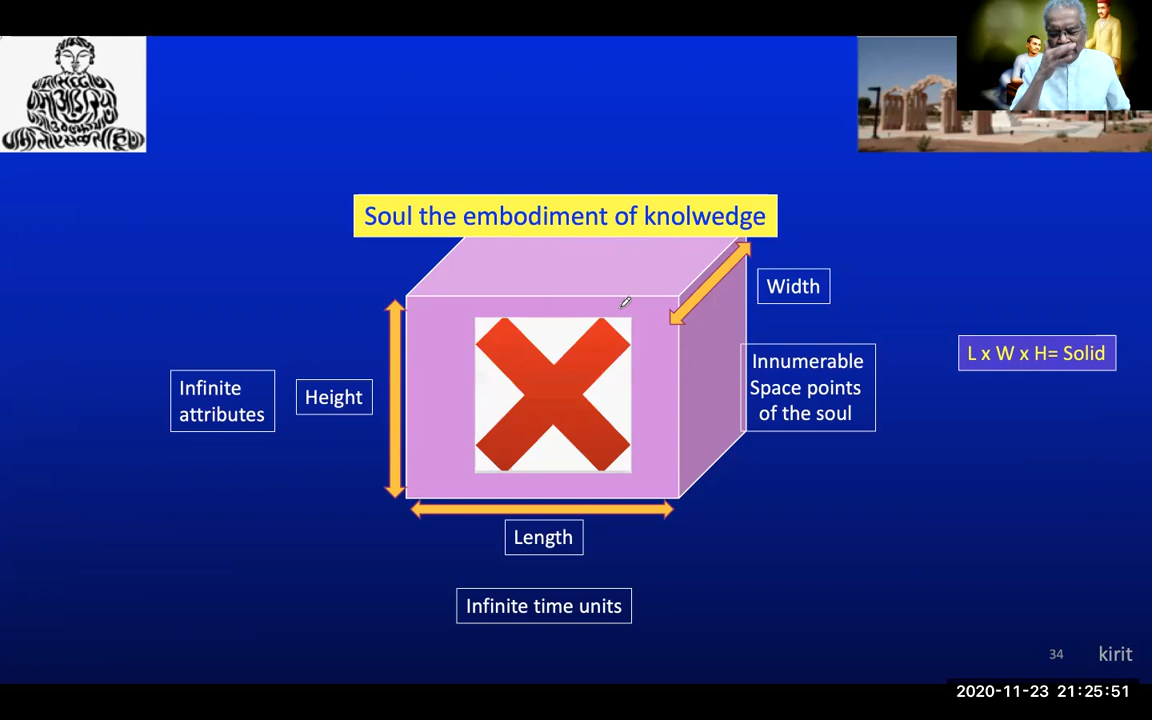 Soul the embodiment of knolwedge
Width
L x W x H= Solid
Innumerable
Space points
of the soul
Infinite
attributes
Height
Length
Infinite time units
34
kirit
2020-11-23 21:25:51